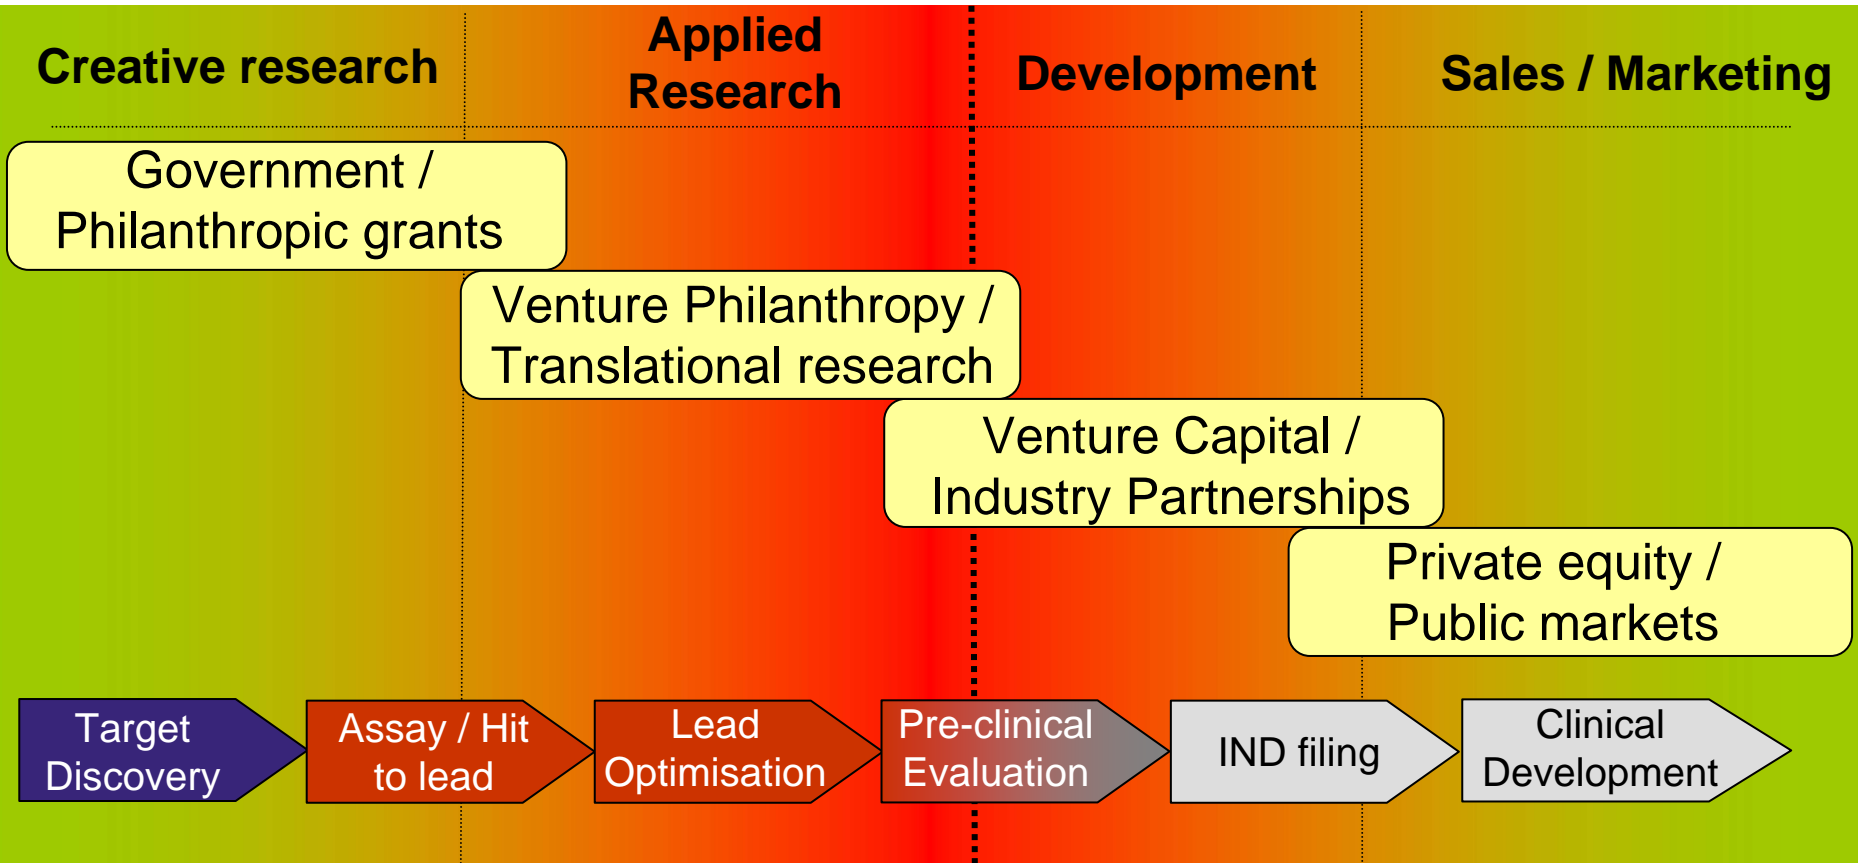 Creative research
Applied
Research
Development
Sales / Marketing
Government /
Philanthropic grants
Venture Philanthropy /
Translational research
Venture Capital /
Industry Partnerships
Private equity /
Public markets
Target
Discovery
Assay / Hit
to lead
Lead
Optimisation
Pre-clinical
Evaluation
IND filing
Clinical
Development